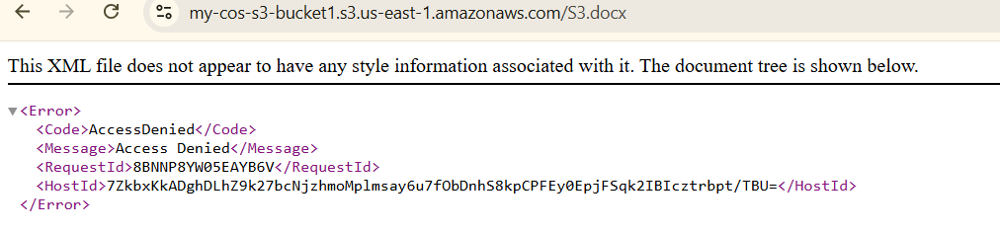 my-cos-s3-bucket1.s3.us-east-1.amazonaws.com/S3.docx
This XML file does not appear to have any style information associated with it. The document tree is shown below.
▼<Error>
<Code>AccessDenied</Code>
<Message>Access Denied</Message>
<RequestId>8BNNP8YW05EAYB6V</RequestId>
<HostId>7ZkbxKkADghDLhZ9k27bcNjzhmoMplmsay6u7fObDnhS8kpCPFEy0EpjFSqk2IBIcztrbpt/TBU=</HostId>
</Error>